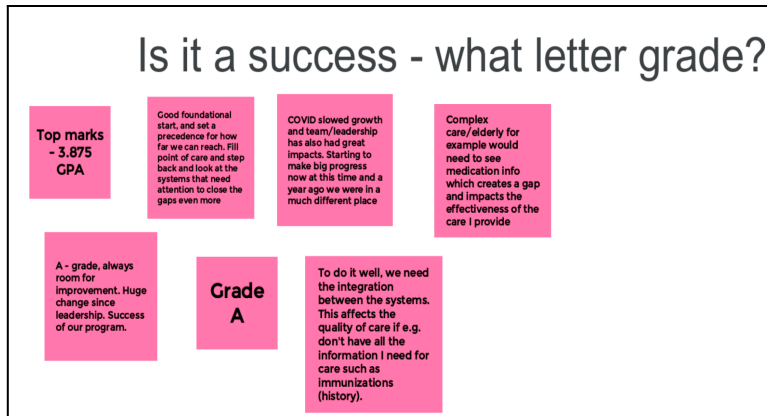 Is it a success - what letter grade?
Top marks
- 3.875
GPA
Good foundational
start, and set a
precedence for how
far we can reach. Fill
point of care and step
back and look at the
systems that need
attention to close the
gaps even more
COVID slowed growth
and team/leadership
has also had great
impacts. Starting to
make big progress
now at this time and a
year ago we were in a
much different place
Complex
care/elderly for
example would
need to see
medication info
which creates a gap
and impacts the
effectiveness of the
care I provide
A - grade, always
room for
improvement. Huge
change since
leadership. Success
of our program.
Grade
A
To do it well, we need
the integration
between the systems.
This affects the
quality of care if e.g.
don't have all the
information I need for
care such as
immunizations
(history).